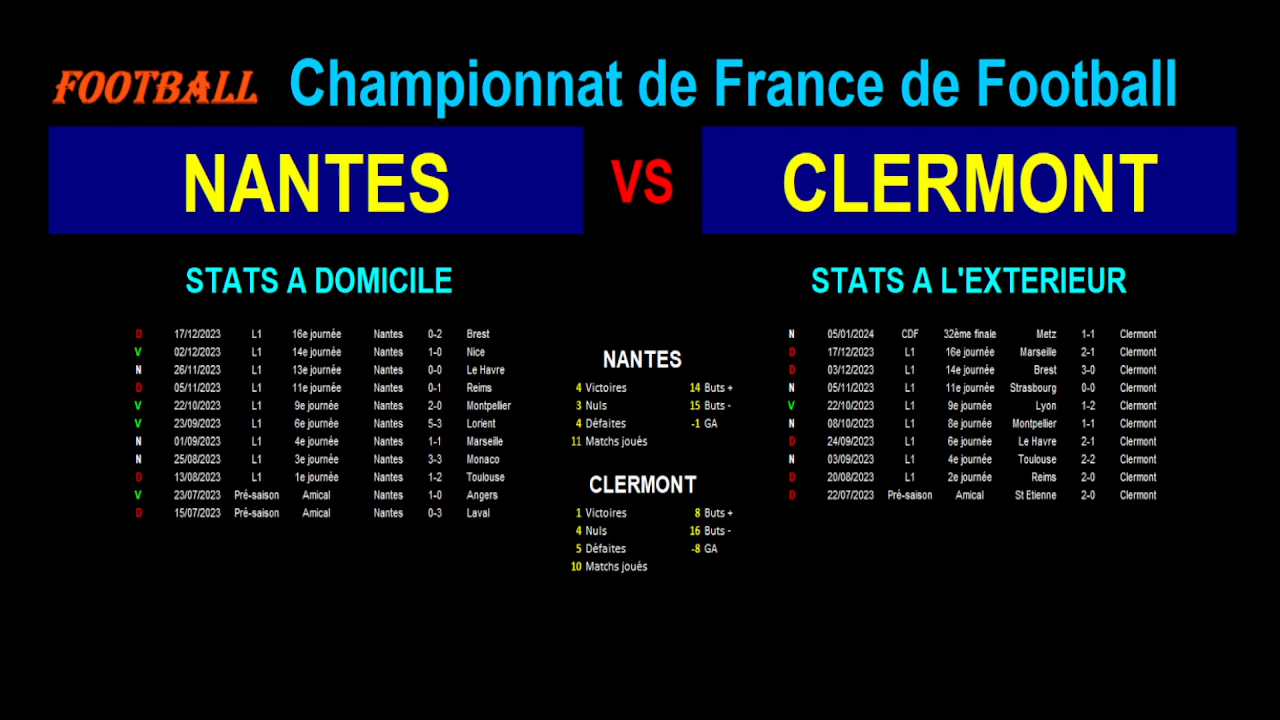 FOOTBALL Championnat de France de Football
NANTES VS CLERMONT
STATS A DOMICILE
D 17/12/2023 L1 16e journée Nantes 0-2 Brest
V 02/12/2023 L1 14e journée Nantes 1-0 Nice
N 26/11/2023 L1 13e journée Nantes 0-0 Le Havre
D 05/11/2023 L1 11e journée Nantes 0-1 Reims
V 22/10/2023 L1 9e journée Nantes 2-0 Montpellier
V 23/09/2023 L1 6e journée Nantes 5-3 Lorient
N 01/09/2023 L1 4e journée Nantes 1-1 Marseille
N 25/08/2023 L1 3e journée Nantes 3-3 Monaco
D 13/08/2023 L1 1e journée Nantes 1-2 Toulouse
V 23/07/2023 Pré-saison Amical Nantes 1-0 Angers
D 15/07/2023 Pré-saison Amical Nantes 0-3 Laval
NANTES
4 Victoires 14 Buts +
3 Nuls 15 Buts -
4 Défaites -1 GA
11 Matchs joués
CLERMONT
1 Victoires 8 Buts +
4 Nuls 16 Buts -
5 Défaites -8 GA
10 Matchs joués
STATS A L'EXTERIEUR
N 05/01/2024 CDF 32ème finale Metz 1-1 Clermont
D 17/12/2023 L1 16e journée Marseille 2-1 Clermont
D 03/12/2023 L1 14e journée Brest 3-0 Clermont
N 05/11/2023 L1 11e journée Strasbourg 0-0 Clermont
V 22/10/2023 L1 9e journée Lyon 1-2 Clermont
N 08/10/2023 L1 8e journée Montpellier 1-1 Clermont
D 24/09/2023 L1 6e journée Le Havre 2-1 Clermont
N 03/09/2023 L1 4e journée Toulouse 2-2 Clermont
D 20/08/2023 L1 2e journée Reims 2-0 Clermont
D 22/07/2023 Pré-saison Amical St Etienne 2-0 Clermont